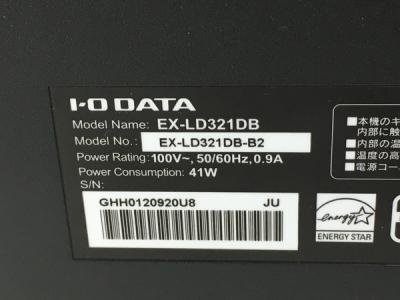 I-O DATA
Model Name: EX-LD321DB
Model No.: EX-LD321DB-B2
Power Rating: 100V~, 50/60Hz, 0.9A
Power Consumption: 41W
S/N:
GHH0120920U8 JU
energy
ENERGY STAR
■本機のキ
内部に触
■内部の温
■温度の高
■電源コー